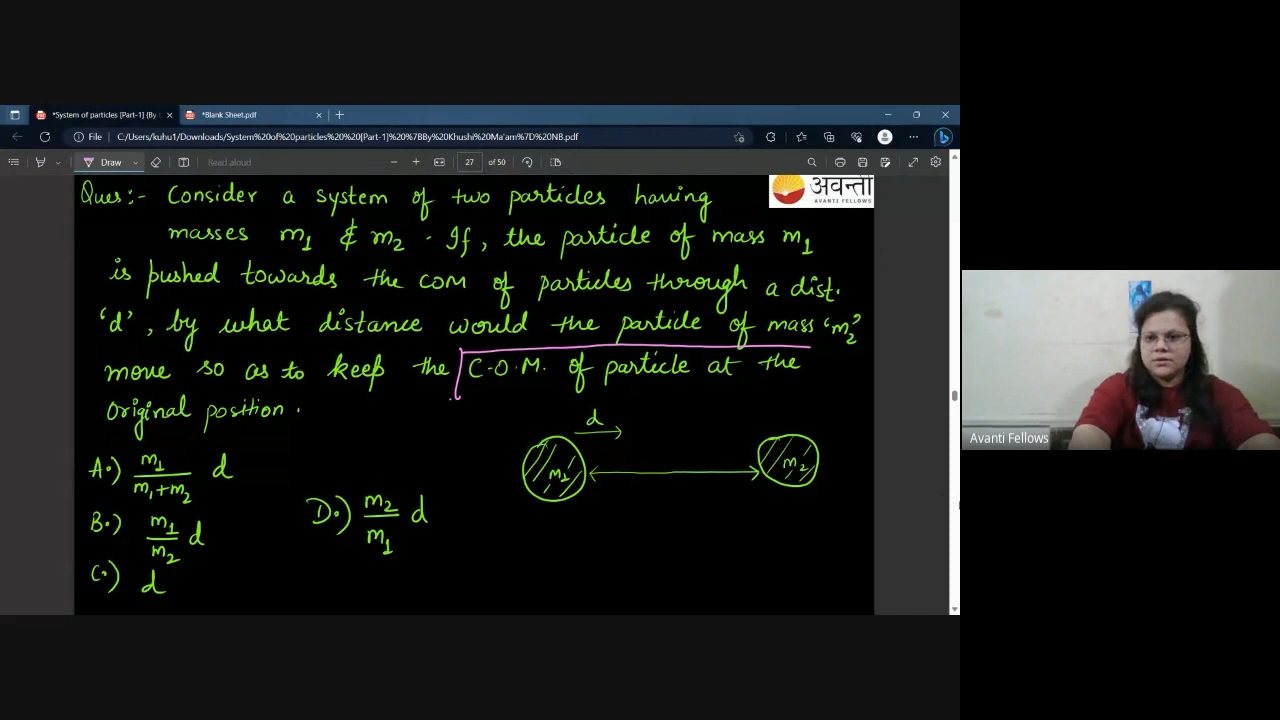 *System of particles [Part-1] (By
*Blank Sheet.pdf
File
C:/Users/kuhu1/Downloads/System%20of%20particles%20%20[Part-1]%20%7BBy%20Khushi%20Ma'am%7D%20NB.pdf
Draw
Read aloud
27 of 50
अवन्ती
AVANTI FELLOWS
Ques:- Consider a system of two particles having
masses m₁ & m₂. If, the particle of mass m₁
is pushed towards the COM of particles through a dist.
'd', by what distance would the particle of mass 'm₂'
move so as to keep the C.O.M. of particle at the
original position.
A.) m₁/(m₁+m₂) d
B.) m₁/m₂ d
C.) d
D.) m₂/m₁ d
d
m₁
m₂
Avanti Fellows